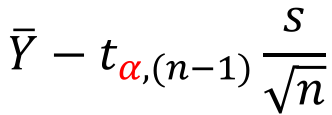 Ȳ − t_{α,(n−1)} s/√n